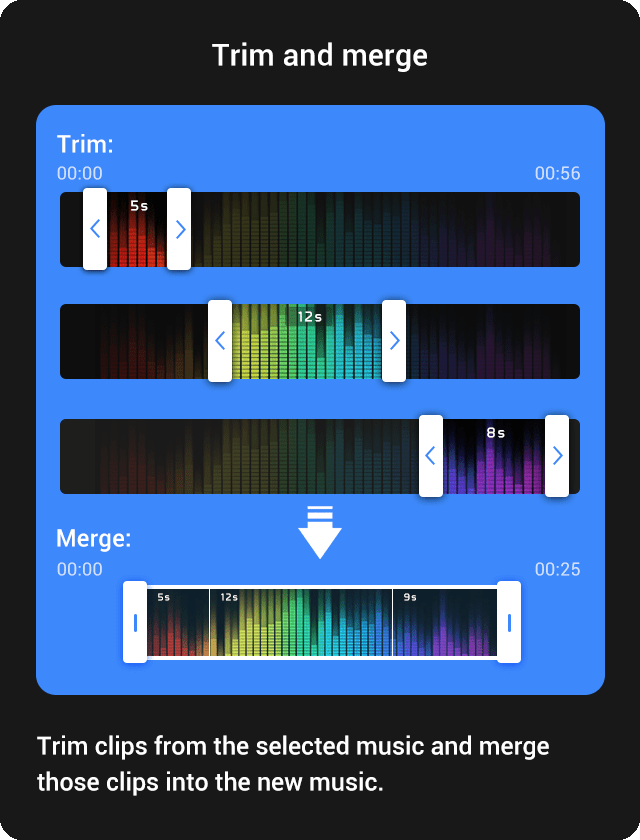 Trim and merge
Trim:
00:00 00:56
5s
12s
8s
Merge:
00:00 00:25
5s 12s 9s
Trim clips from the selected music and merge
those clips into the new music.